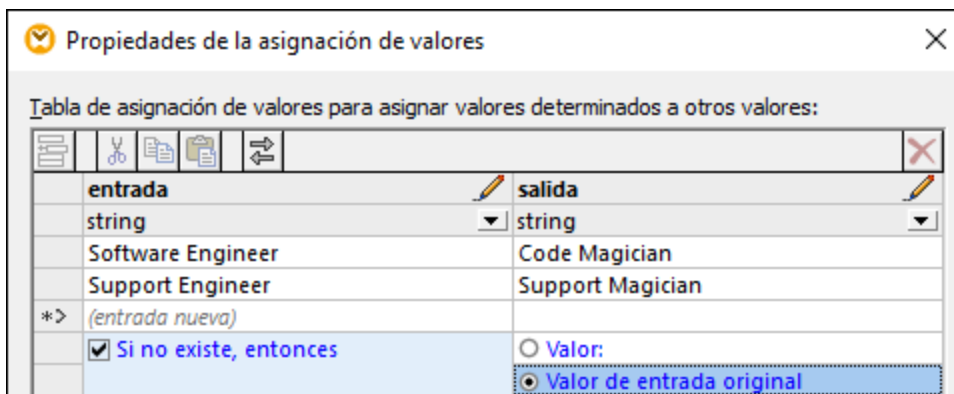 Propiedades de la asignación de valores
Tabla de asignación de valores para asignar valores determinados a otros valores:
entrada salida
string string
Software Engineer Code Magician
Support Engineer Support Magician
*> (entrada nueva)
Si no existe, entonces Valor:
Valor de entrada original